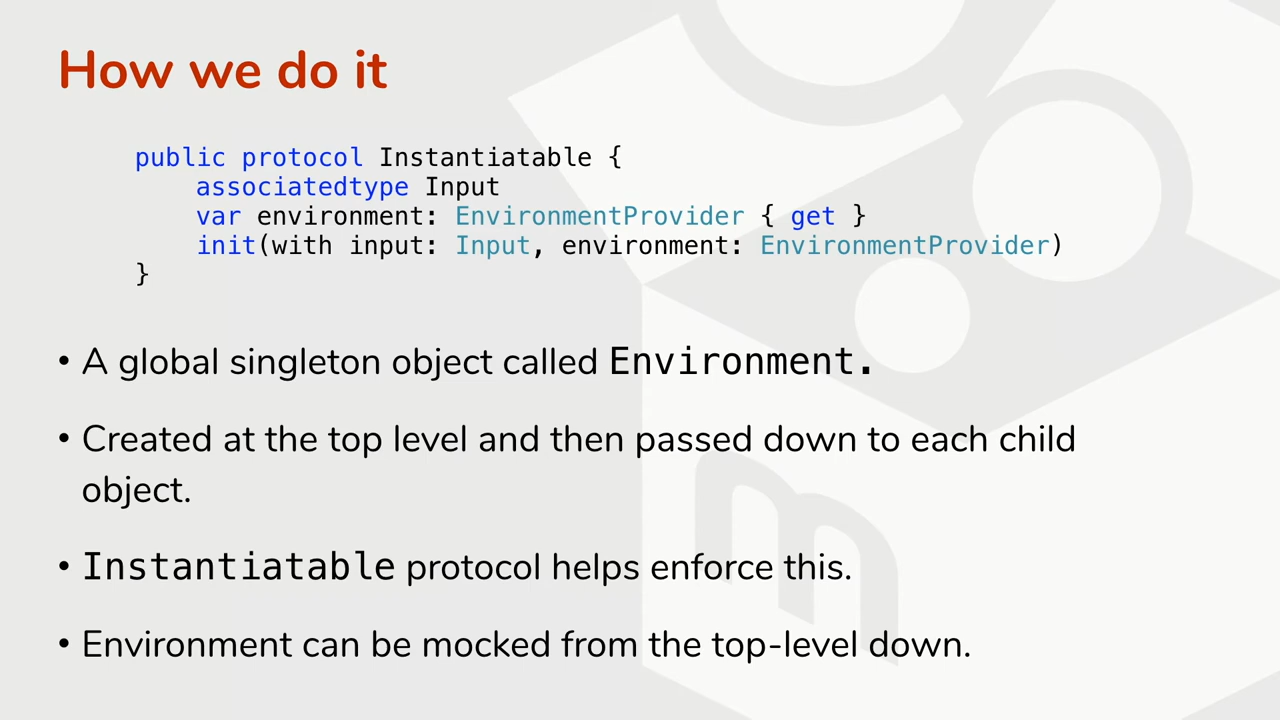 How we do it
public protocol Instantiatable {
    associatedtype Input
    var environment: EnvironmentProvider { get }
    init(with input: Input, environment: EnvironmentProvider)
}
• A global singleton object called Environment.
• Created at the top level and then passed down to each child
object.
• Instantiatable protocol helps enforce this.
• Environment can be mocked from the top-level down.